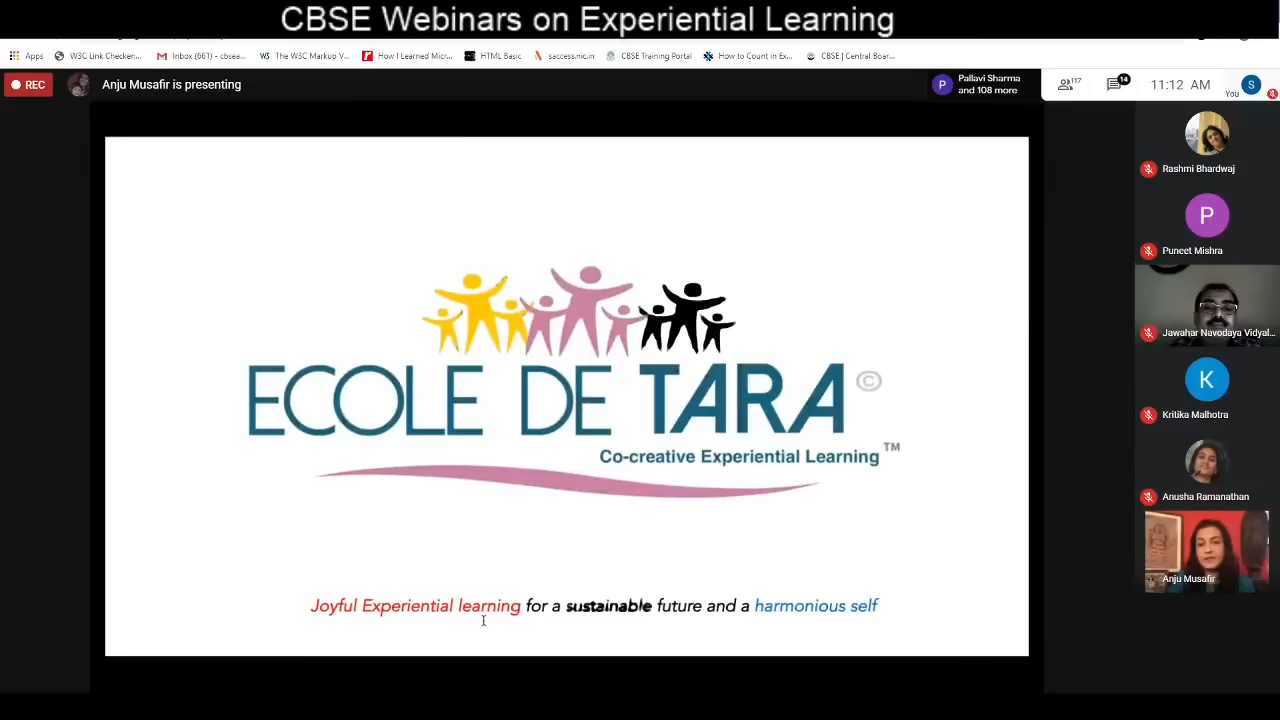 CBSE Webinars on Experiential Learning
Apps
W3C Link Checker:...
Inbox (661) - cbsea...
W3 The W3C Markup V...
How I Learned Micr...
HTML Basic
saccess.nic.in
CBSE Training Portal
How to Count in Ex...
CBSE | Central Boar...
REC
Anju Musafir is presenting
P
Pallavi Sharma
and 108 more
117
14
11:12 AM
You
S
Rashmi Bhardwaj
P
Puneet Mishra
Jawahar Navodaya Vidyal...
K
Kritika Malhotra
Anusha Ramanathan
Anju Musafir
ECOLE DE TARA ©
Co-creative Experiential Learning ™
Joyful Experiential learning for a sustainable future and a harmonious self